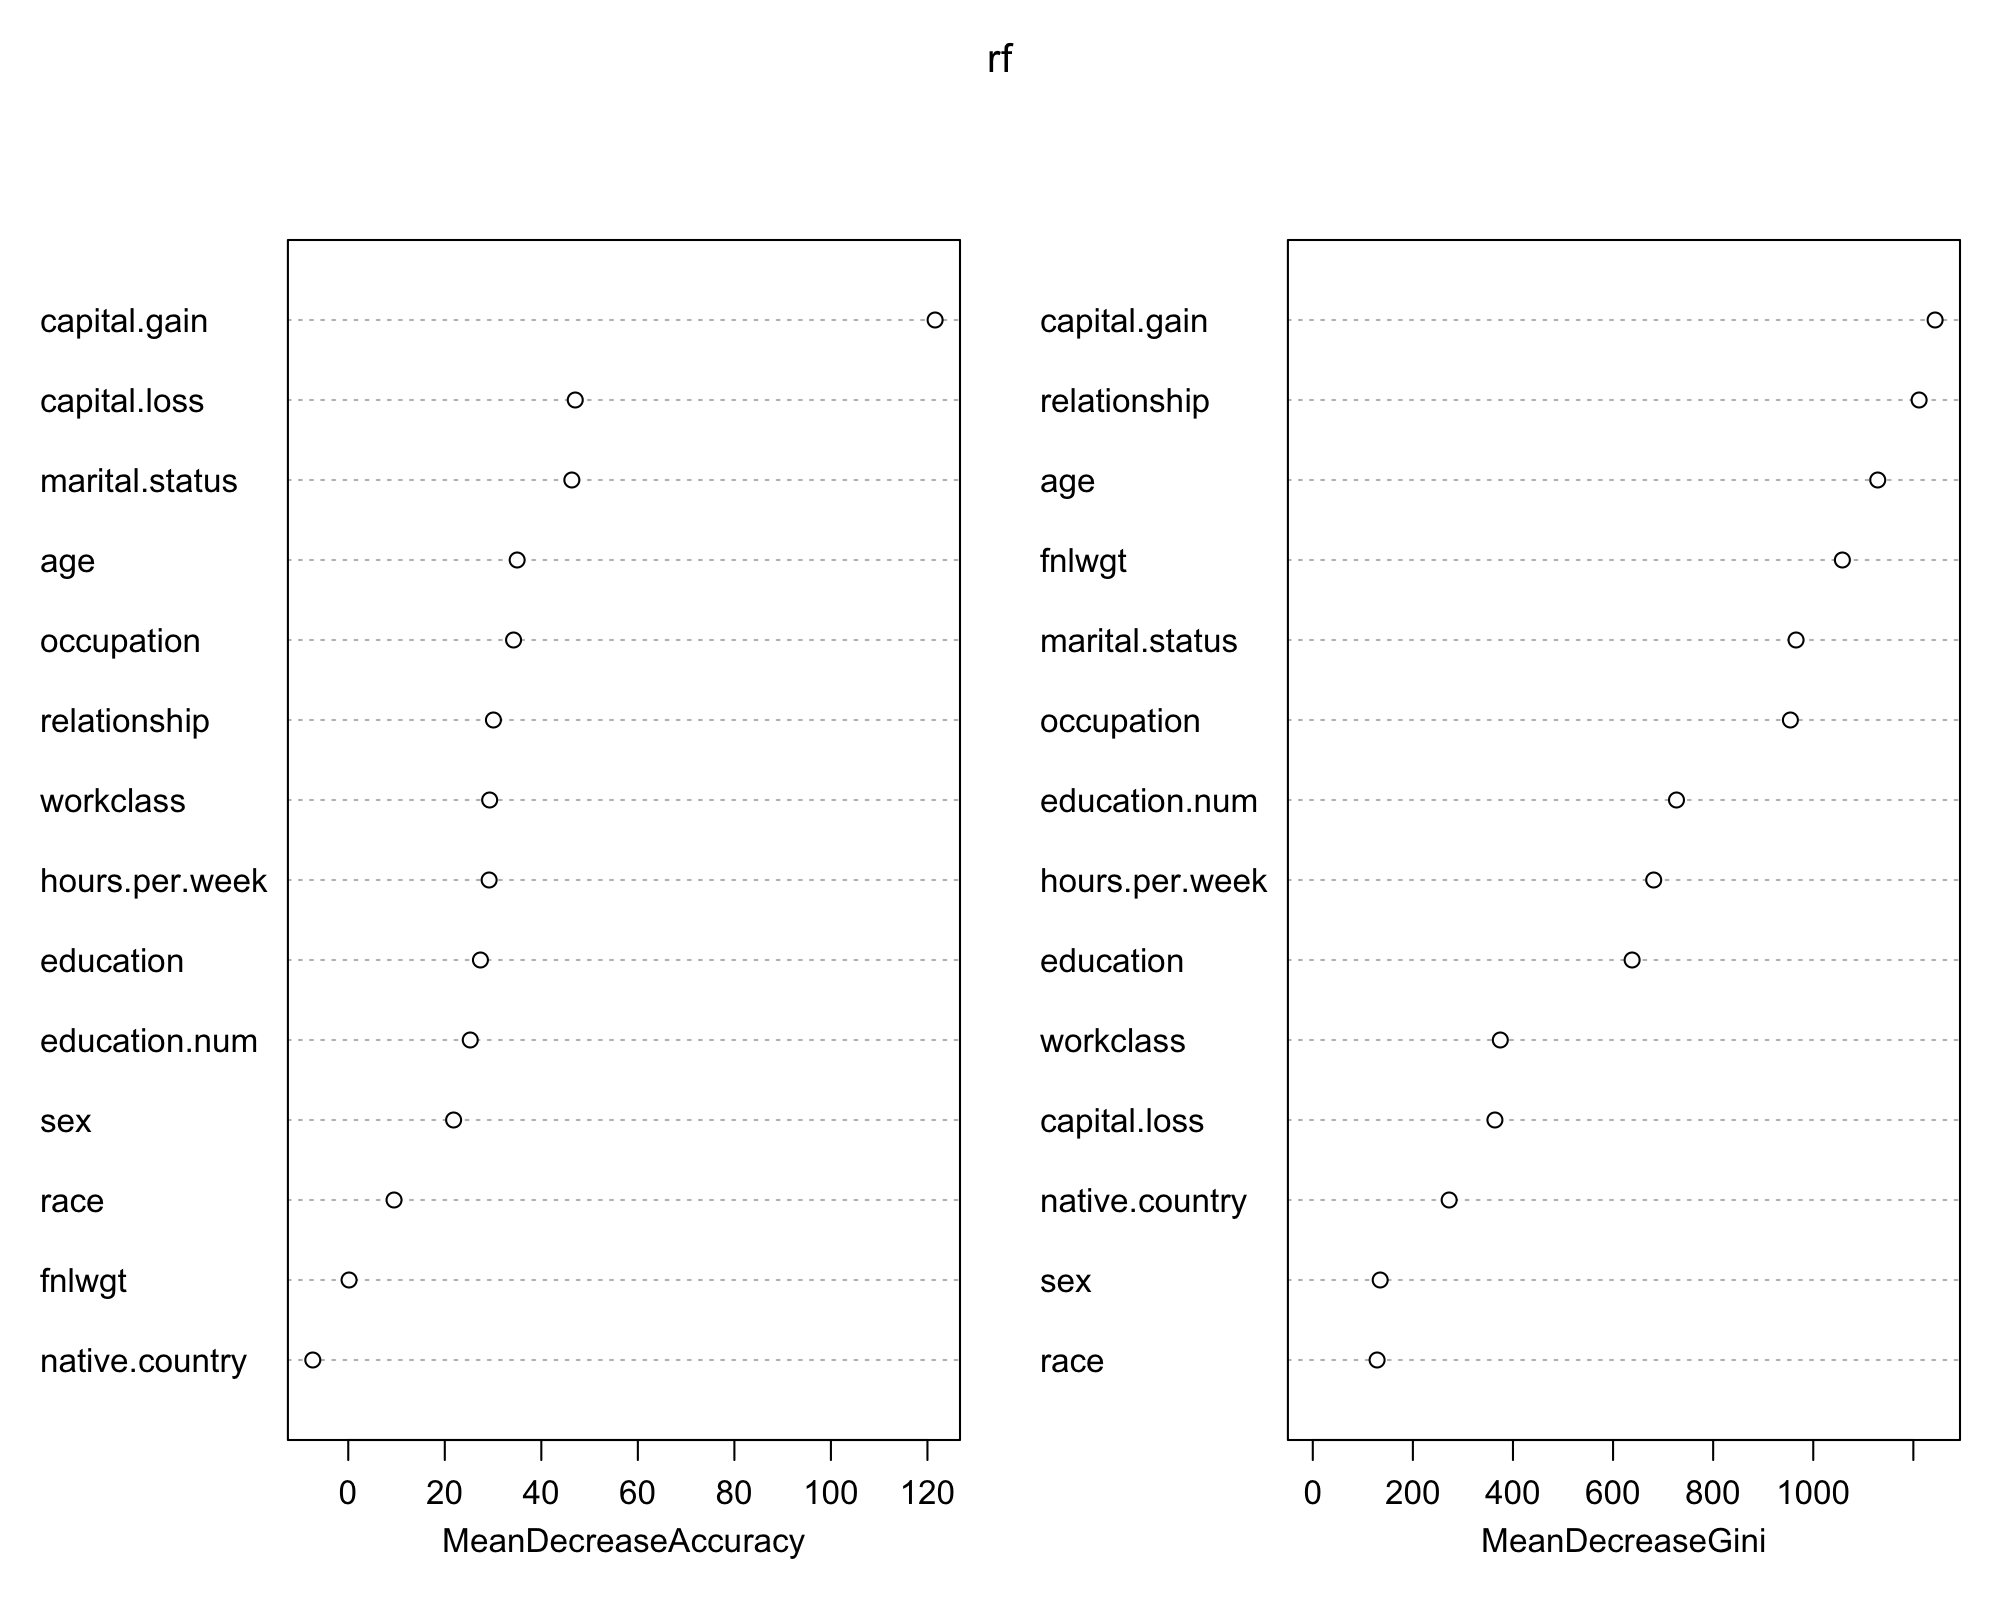 rf
capital.gain
capital.loss
marital.status
age
occupation
relationship
workclass
hours.per.week
education
education.num
sex
race
fnlwgt
native.country
0 20 40 60 80 100 120
MeanDecreaseAccuracy
capital.gain
relationship
age
fnlwgt
marital.status
occupation
education.num
hours.per.week
education
workclass
capital.loss
native.country
sex
race
0 200 400 600 800 1000
MeanDecreaseGini